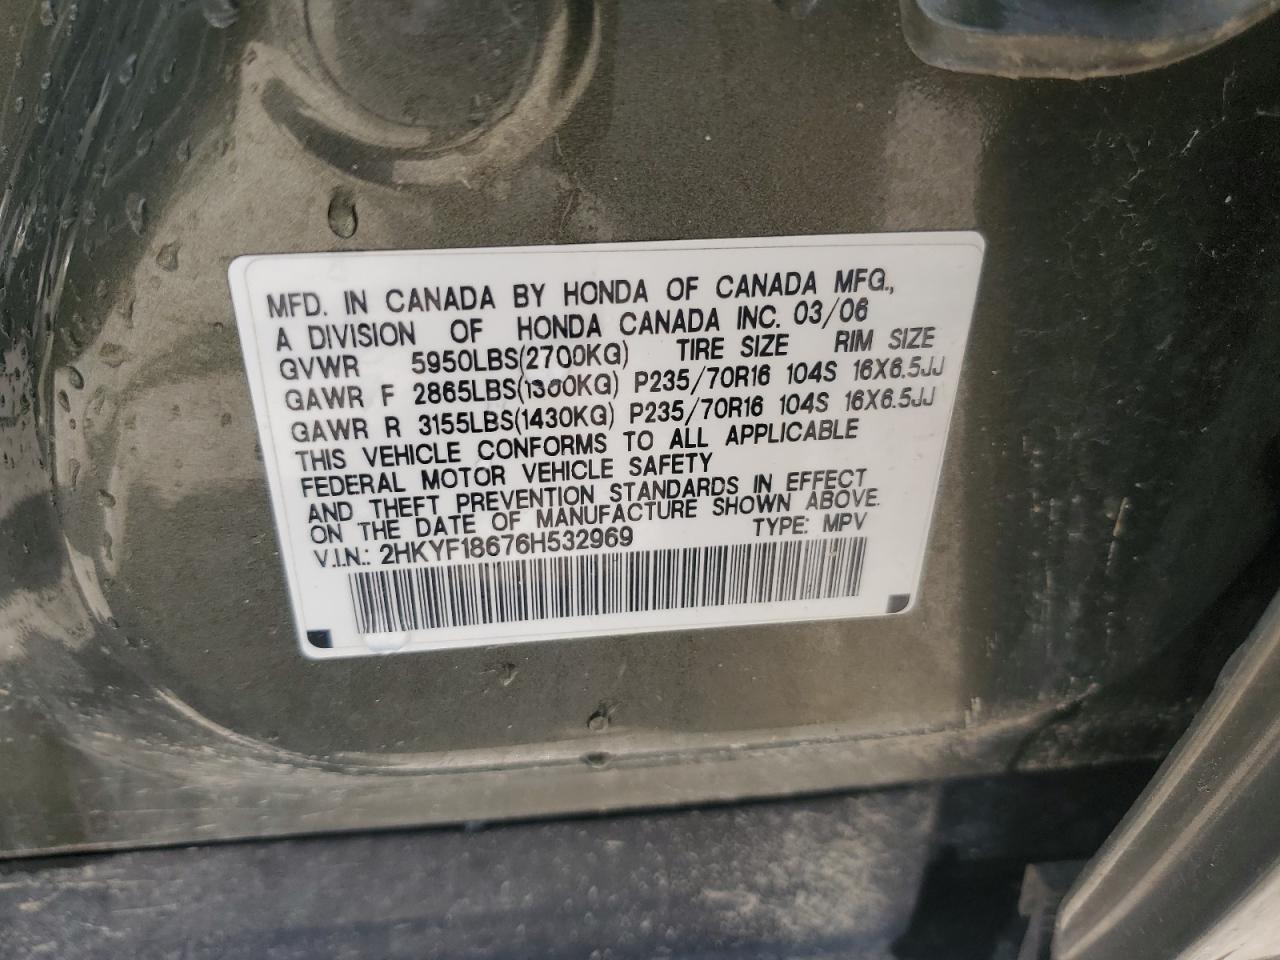 MFD. IN CANADA BY HONDA OF CANADA MFG.,
A DIVISION OF HONDA CANADA INC. 03/06
GVWR 5950LBS(2700KG) TIRE SIZE RIM SIZE
GAWR F 2865LBS(1300KG) P235/70R16 104S 16X6.5JJ
GAWR R 3155LBS(1430KG) P235/70R16 104S 16X6.5JJ
THIS VEHICLE CONFORMS TO ALL APPLICABLE
FEDERAL MOTOR VEHICLE SAFETY
AND THEFT PREVENTION STANDARDS IN EFFECT
ON THE DATE OF MANUFACTURE SHOWN ABOVE.
V.I.N.: 2HKYF18676H532969 TYPE: MPV